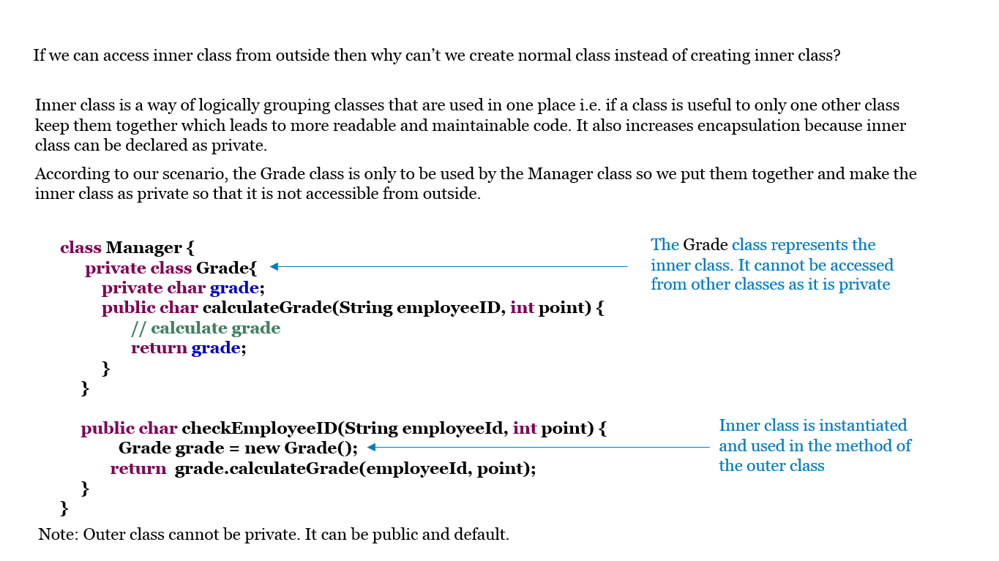 If we can access inner class from outside then why can’t we create normal class instead of creating inner class?
Inner class is a way of logically grouping classes that are used in one place i.e. if a class is useful to only one other class
keep them together which leads to more readable and maintainable code. It also increases encapsulation because inner
class can be declared as private.
According to our scenario, the Grade class is only to be used by the Manager class so we put them together and make the
inner class as private so that it is not accessible from outside.
class Manager {
private class Grade{
private char grade;
public char calculateGrade(String employeeID, int point) {
// calculate grade
return grade;
}
}
public char checkEmployeeID(String employeeId, int point) {
Grade grade = new Grade();
return grade.calculateGrade(employeeId, point);
}
}
The Grade class represents the
inner class. It cannot be accessed
from other classes as it is private
Inner class is instantiated
and used in the method of
the outer class
Note: Outer class cannot be private. It can be public and default.